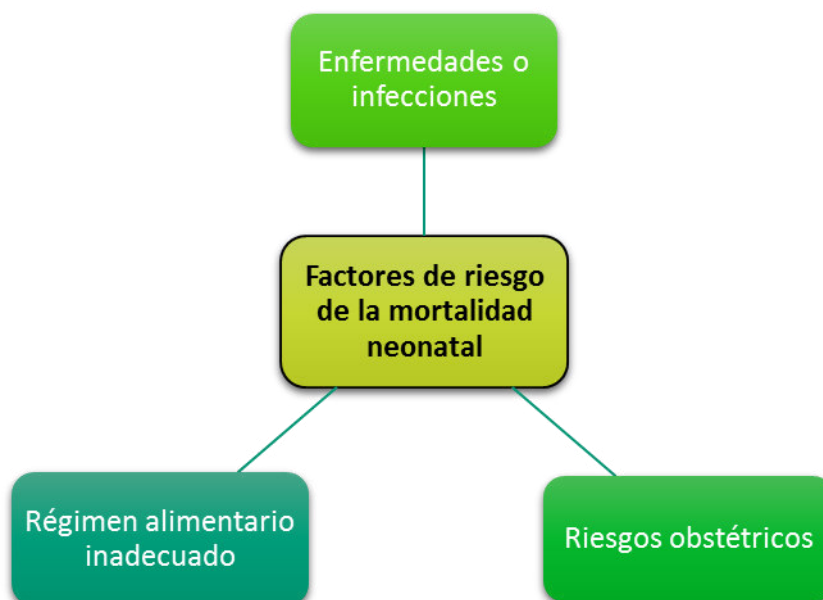 Enfermedades o
infecciones
Factores de riesgo
de la mortalidad
neonatal
Régimen alimentario
inadecuado
Riesgos obstétricos